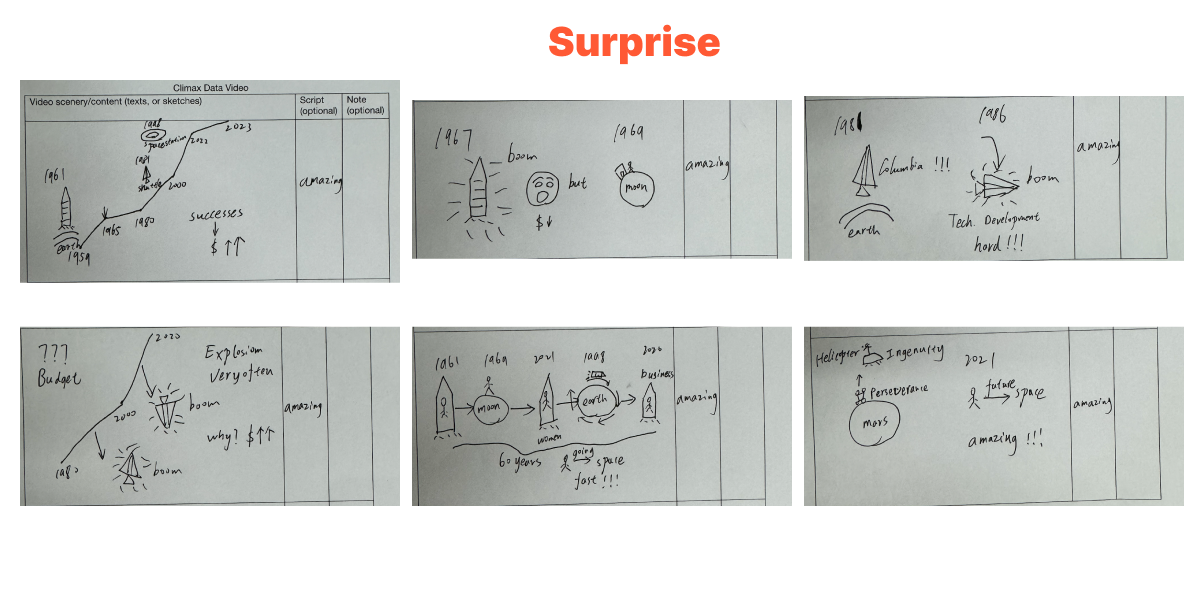 Surprise
Climax Data Video
Video scenery/content (texts, or sketches)
Script (optional)
Note (optional)
1998
space station
2023
2022
1981
shuttle
2000
1961
1980
1965
earth
1959
successes
$ ↑↑
amazing
1967
boom
but
$↓
1969
moon
amazing
1981
Columbia !!!
earth
1986
boom
Tech. Development
hard !!!
amazing
???
Budget
2020
2000
1980
boom
boom
Explosion
Very often
why? $↑↑
amazing
1961
1969
2021
1998
2020
business
moon
earth
women
60 years
going
space
fast !!!
amazing
Helicopter
Ingenuity
Perseverance
mars
2021
future
space
amazing !!!
amazing